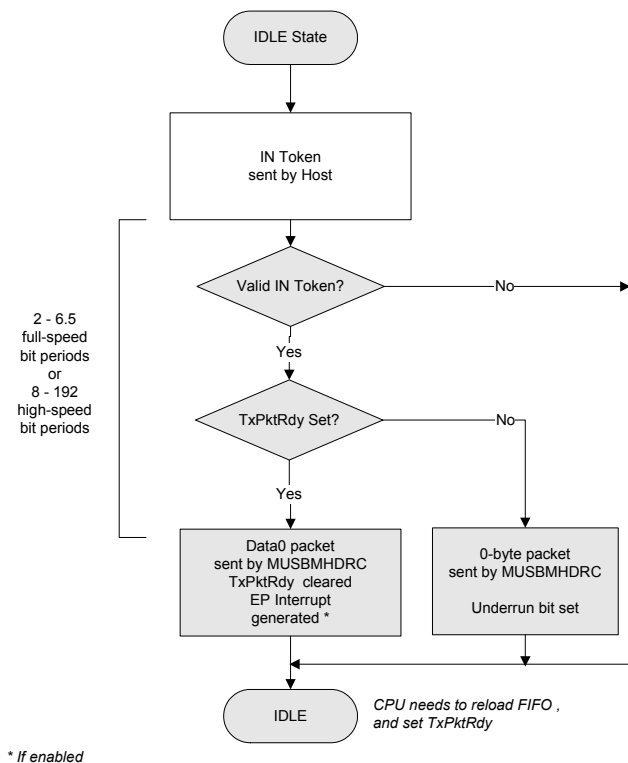 IDLE State
IN Token
sent by Host
Valid IN Token?
No
2 - 6.5
full-speed
bit periods
or
8 - 192
high-speed
bit periods
Yes
TxPktRdy Set?
No
Yes
Data0 packet
sent by MUSBMHDRC
TxPktRdy cleared
EP Interrupt
generated *
0-byte packet
sent by MUSBMHDRC
Underrun bit set
IDLE
CPU needs to reload FIFO ,
and set TxPktRdy
* If enabled